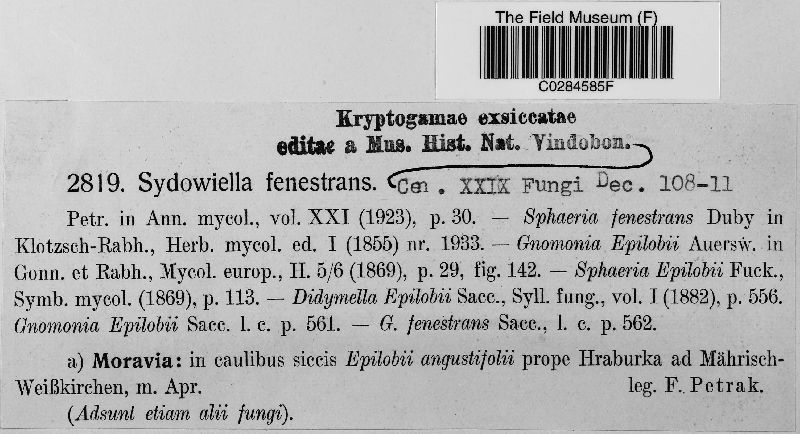 The Field Museum (F)
C0284585F
Kryptogamae exsiccatae
editae a Mus. Hist. Nat. Vindobon.
2819. Sydowiella fenestrans. Cen. XXIX Fungi Dec. 108-11
Petr. in Ann. mycol., vol. XXI (1923), p. 30. — Sphaeria fenestrans Duby in
Klotzsch-Rabh., Herb. mycol. ed. I (1855) nr. 1933. — Gnomonia Epilobii Auersw. in
Gonn. et Rabh., Mycol. europ., H. 5/6 (1869), p. 29, fig. 142. — Sphaeria Epilobii Fuck.,
Symb. mycol. (1869), p. 113. — Didymella Epilobii Sacc., Syll. fung., vol. I (1882), p. 556.
Gnomonia Epilobii Sacc. l. c. p. 561. — G. fenestrans Sacc., l. c. p. 562.
a) Moravia: in caulibus siccis Epilobii angustifolii prope Hraburka ad Mährisch-
Weißkirchen, m. Apr. leg. F. Petrak.
(Adsunt etiam alii fungi).